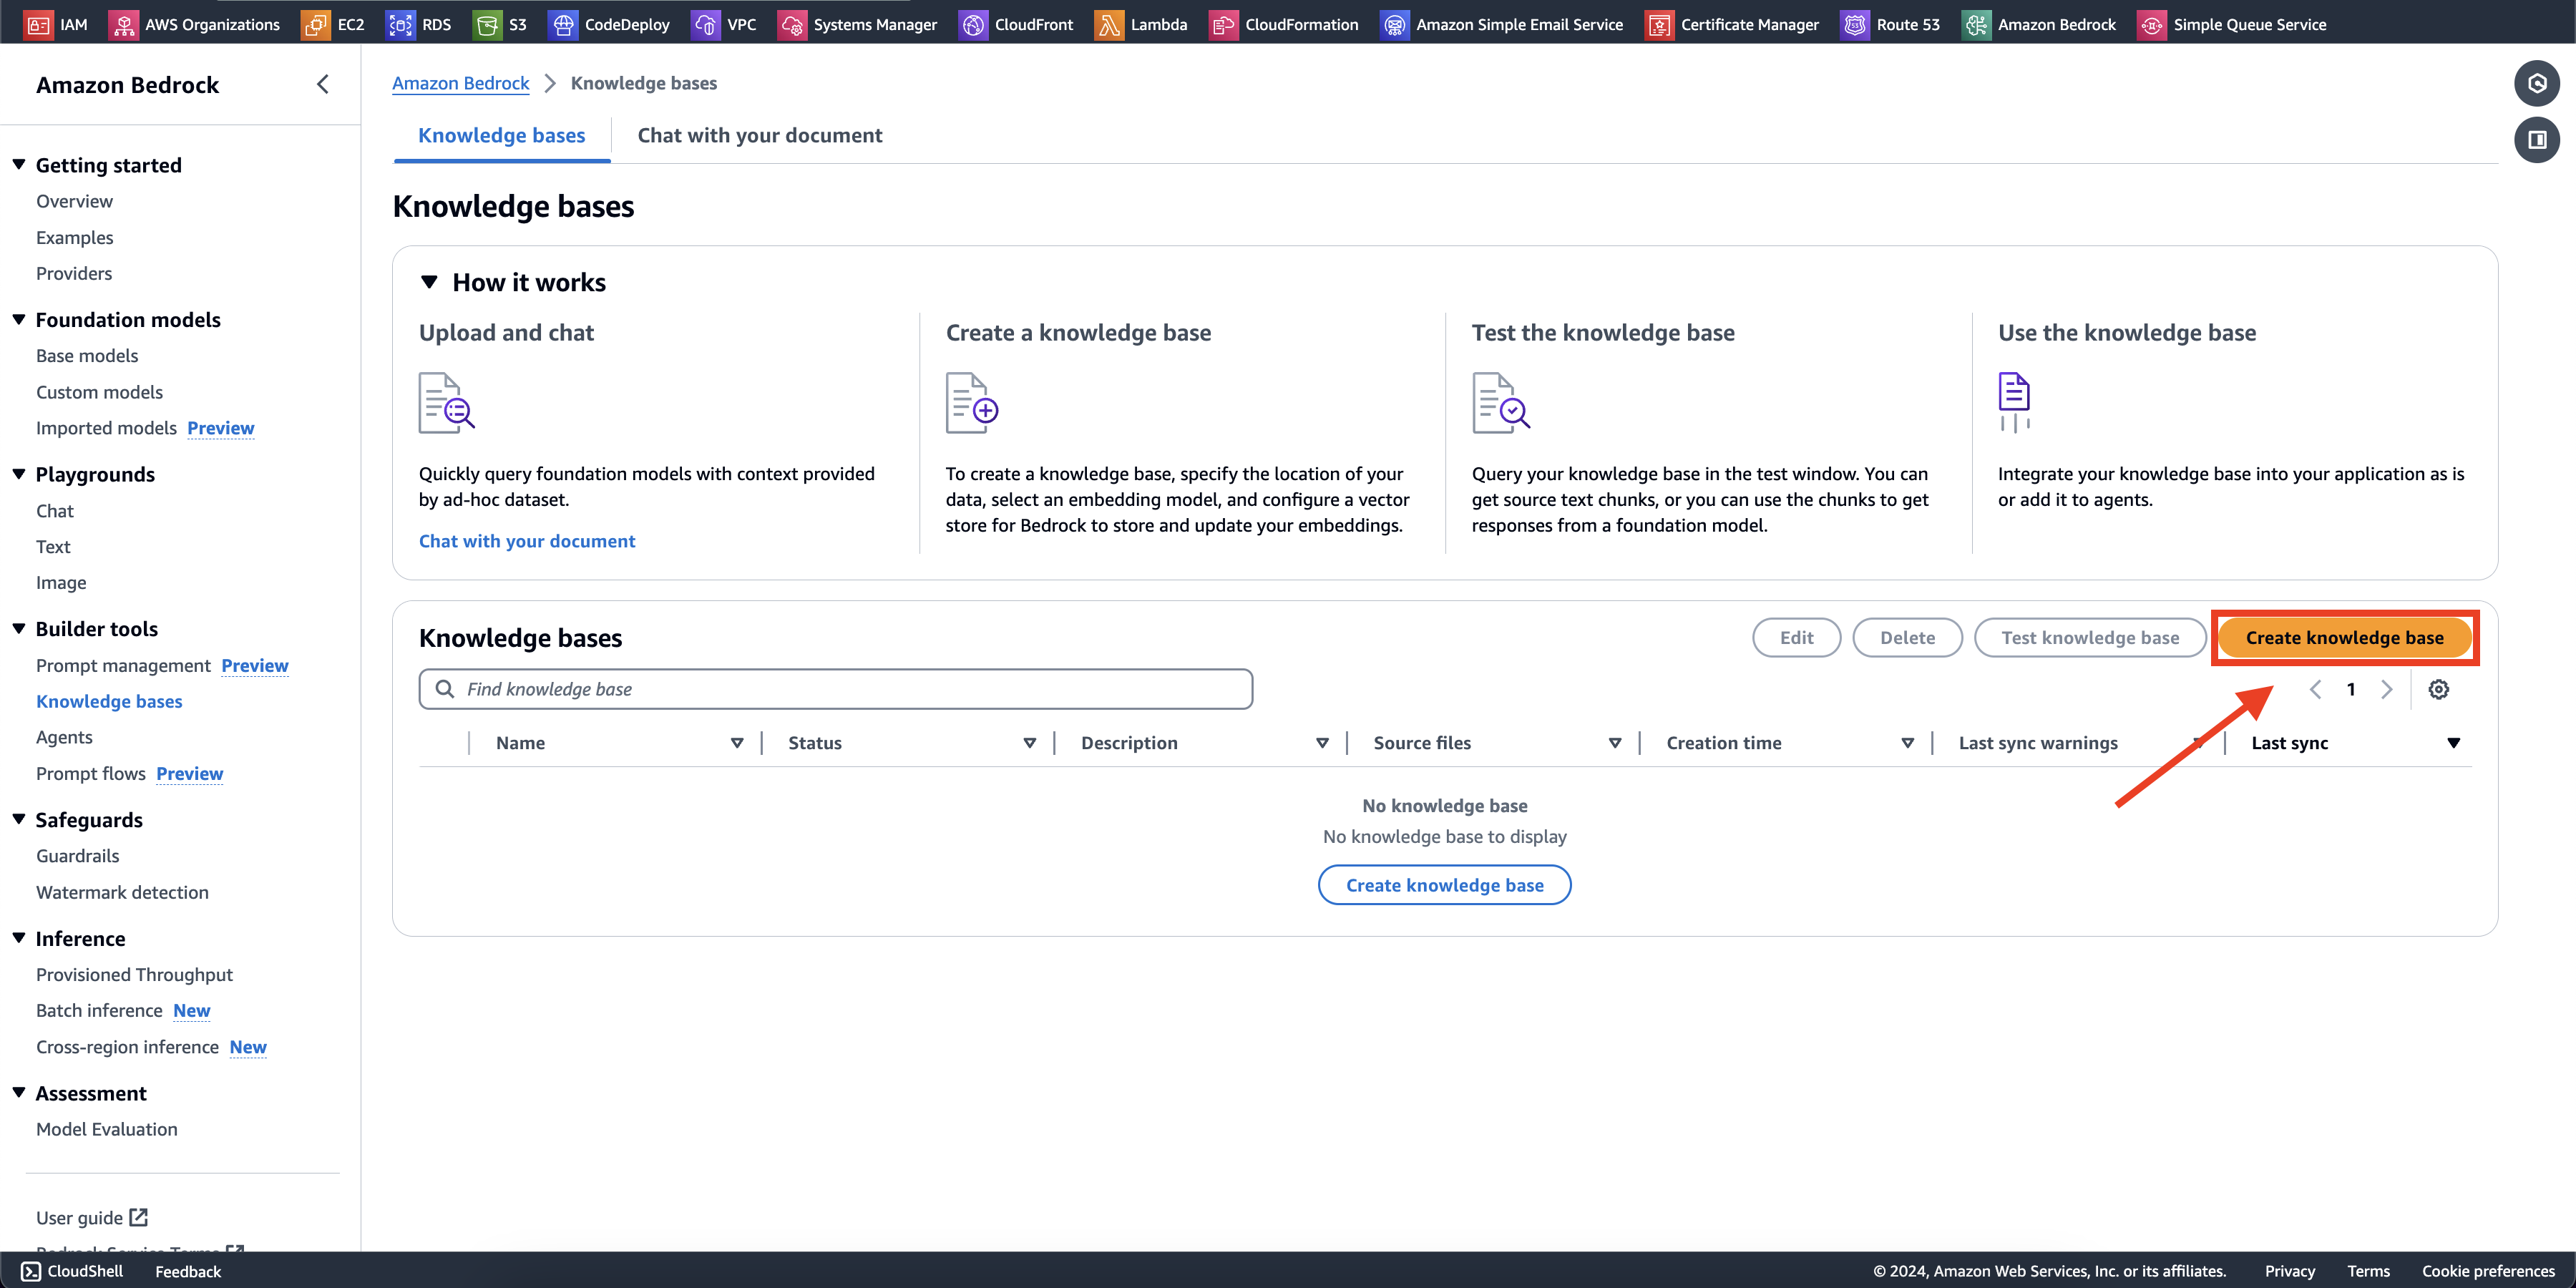 IAM AWS Organizations EC2 RDS S3 CodeDeploy VPC Systems Manager CloudFront Lambda CloudFormation Amazon Simple Email Service Certificate Manager Route 53 Amazon Bedrock Simple Queue Service
Amazon Bedrock
Getting started
Overview
Examples
Providers
Foundation models
Base models
Custom models
Imported models Preview
Playgrounds
Chat
Text
Image
Builder tools
Prompt management Preview
Knowledge bases
Agents
Prompt flows Preview
Safeguards
Guardrails
Watermark detection
Inference
Provisioned Throughput
Batch inference New
Cross-region inference New
Assessment
Model Evaluation
User guide
Bedrock Service Terms
Amazon Bedrock > Knowledge bases
Knowledge bases Chat with your document
Knowledge bases
How it works
Upload and chat
Quickly query foundation models with context provided
by ad-hoc dataset.
Chat with your document
Create a knowledge base
To create a knowledge base, specify the location of your
data, select an embedding model, and configure a vector
store for Bedrock to store and update your embeddings.
Test the knowledge base
Query your knowledge base in the test window. You can
get source text chunks, or you can use the chunks to get
responses from a foundation model.
Use the knowledge base
Integrate your knowledge base into your application as is
or add it to agents.
Knowledge bases
Edit Delete Test knowledge base Create knowledge base
Find knowledge base
1
Name Status Description Source files Creation time Last sync warnings Last sync
No knowledge base
No knowledge base to display
Create knowledge base
CloudShell Feedback © 2024, Amazon Web Services, Inc. or its affiliates. Privacy Terms Cookie preferences